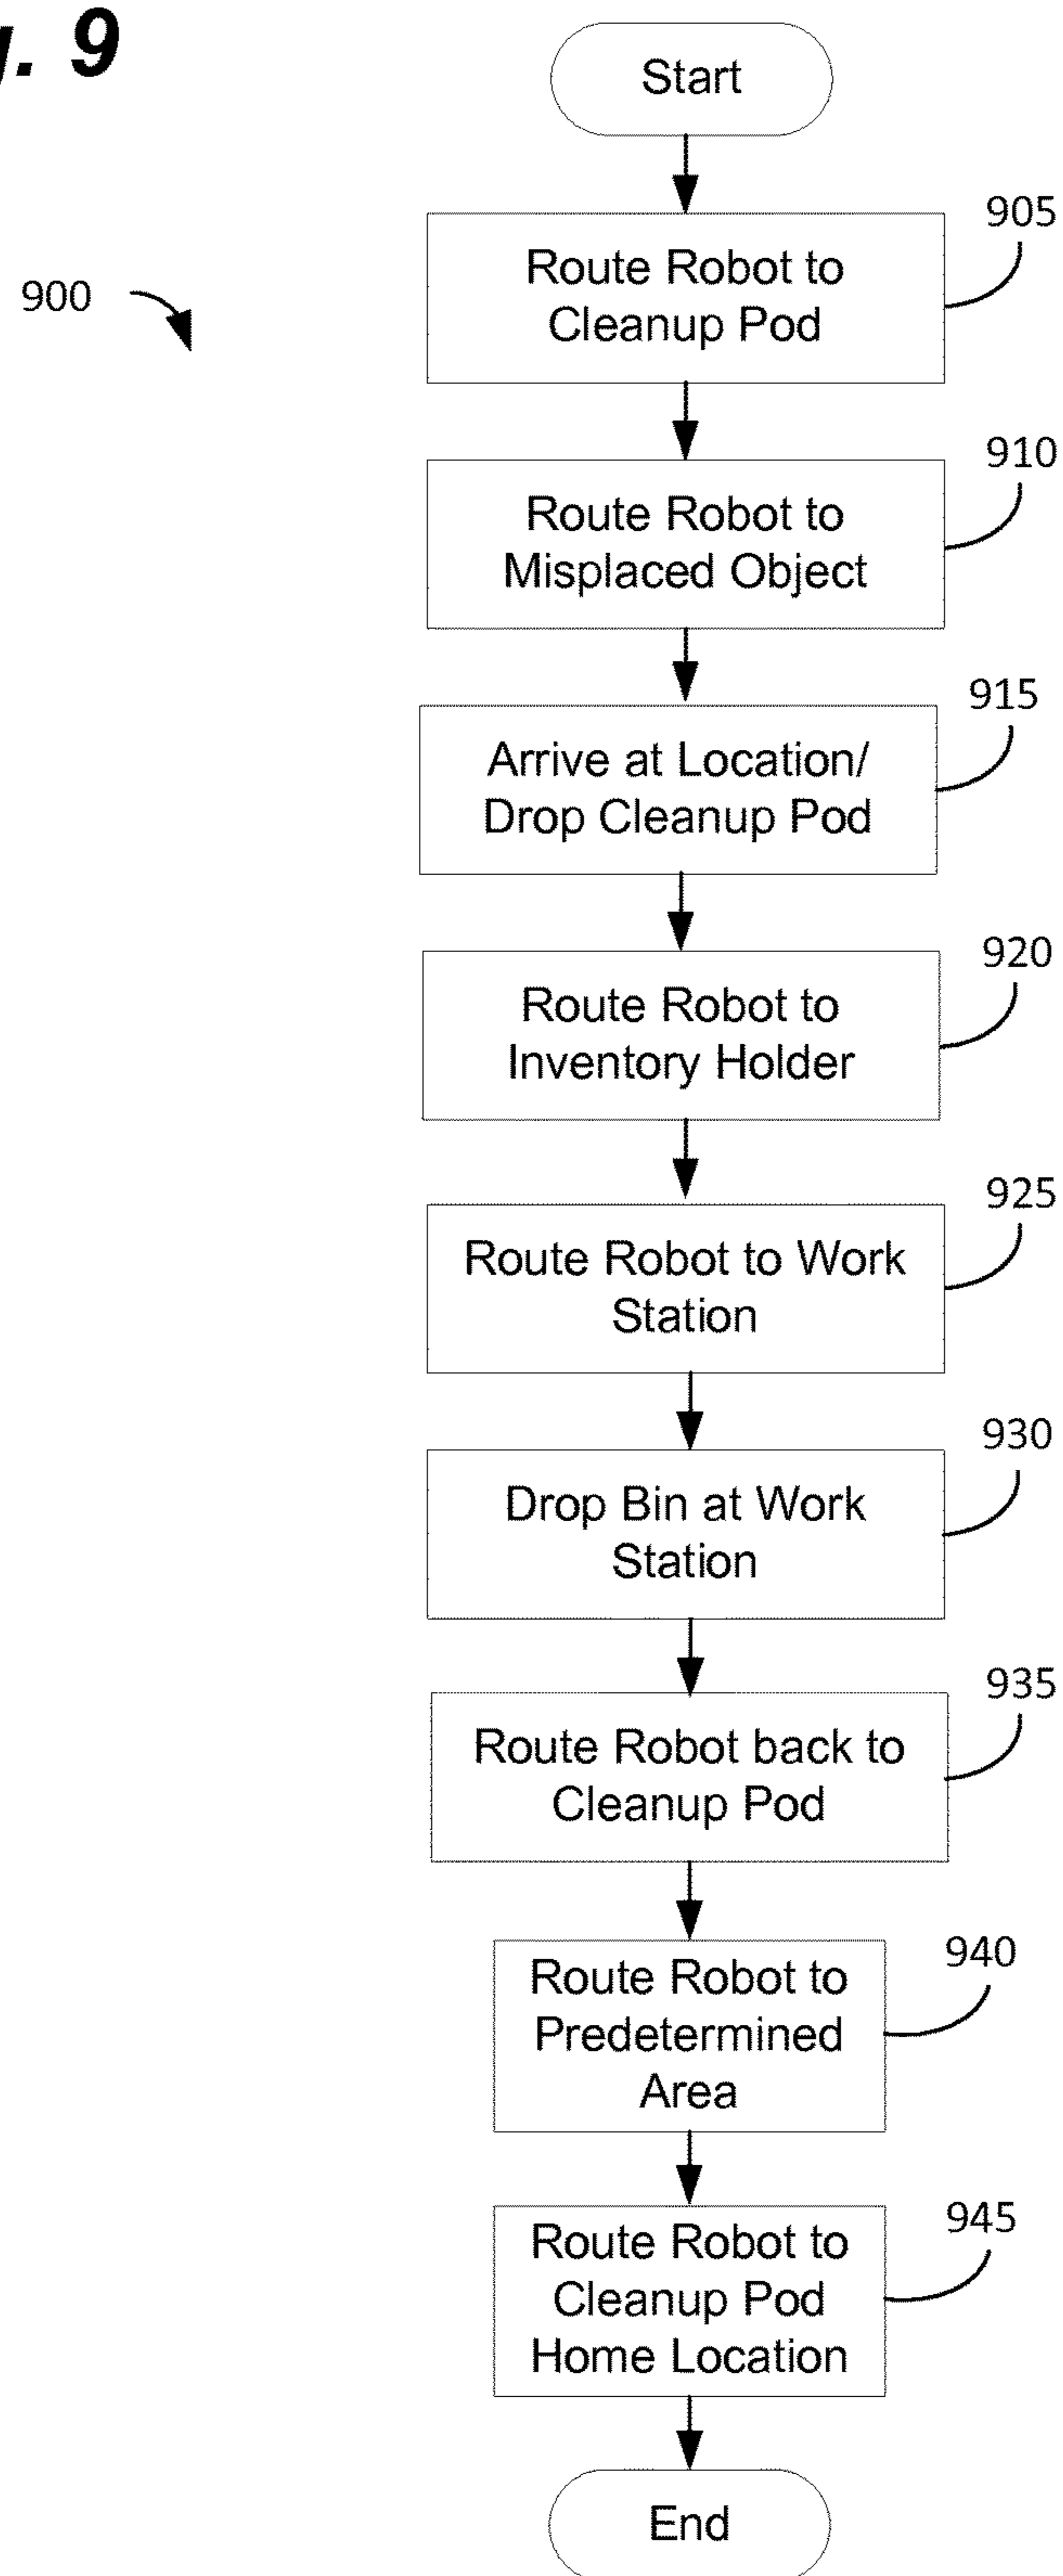 g. 9
Start
905
Route Robot to
Cleanup Pod
900
910
Route Robot to
Misplaced Object
915
Arrive at Location/
Drop Cleanup Pod
920
Route Robot to
Inventory Holder
925
Route Robot to Work
Station
930
Drop Bin at Work
Station
935
Route Robot back to
Cleanup Pod
940
Route Robot to
Predetermined
Area
945
Route Robot to
Cleanup Pod
Home Location
End